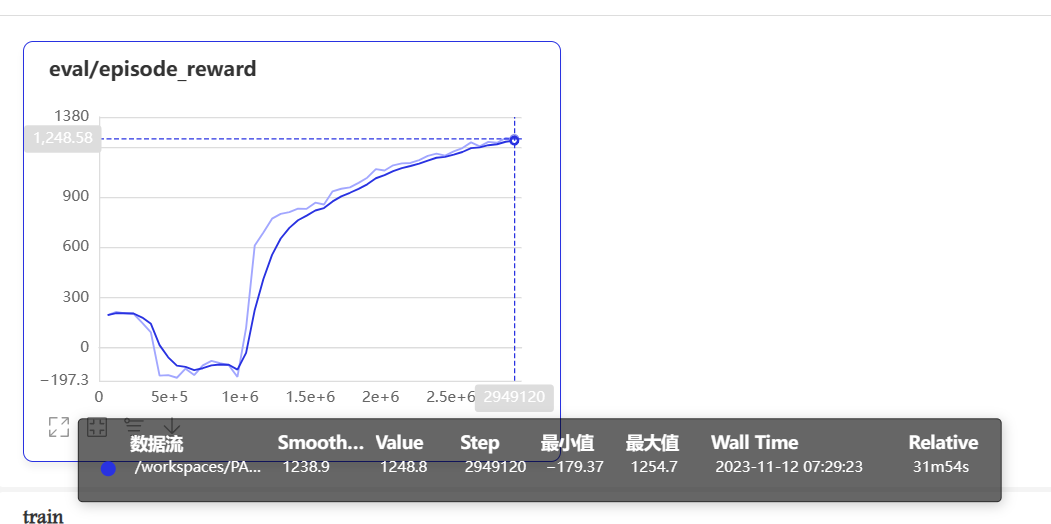 eval/episode_reward
1380
1,248.58
900
600
300
0
−197.3
0 5e+5 1e+6 1.5e+6 2e+6 2.5e+6 2949120
数据流 Smooth... Value Step 最小值 最大值 Wall Time Relative
/workspaces/PA... 1238.9 1248.8 2949120 −179.37 1254.7 2023-11-12 07:29:23 31m54s
train